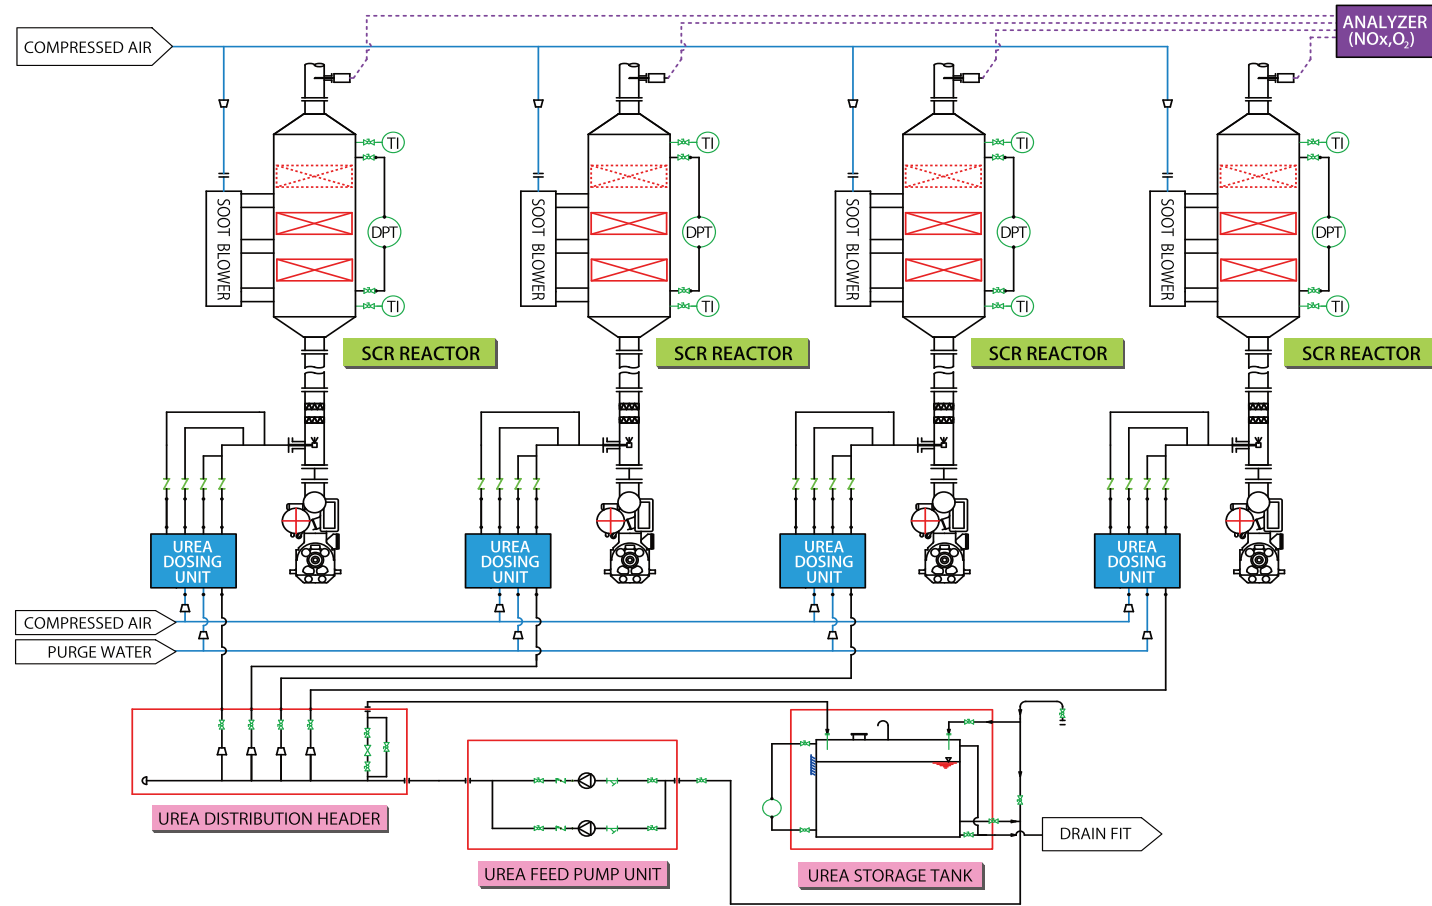 COMPRESSED AIR
ANALYZER
(NOx,O₂)
TI
TI
TI
TI
SOOT BLOWER
DPT
SOOT BLOWER
DPT
SOOT BLOWER
DPT
SOOT BLOWER
DPT
TI
TI
TI
TI
SCR REACTOR
SCR REACTOR
SCR REACTOR
SCR REACTOR
UREA
DOSING
UNIT
UREA
DOSING
UNIT
UREA
DOSING
UNIT
UREA
DOSING
UNIT
COMPRESSED AIR
PURGE WATER
UREA DISTRIBUTION HEADER
DRAIN FIT
UREA FEED PUMP UNIT
UREA STORAGE TANK